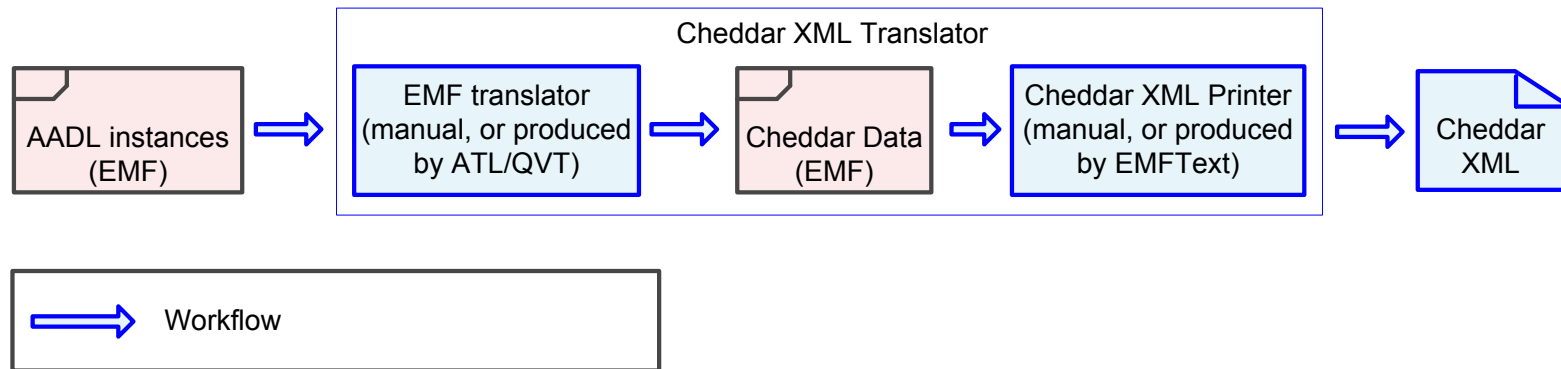 Cheddar XML Translator
AADL instances
(EMF)
EMF translator
(manual, or produced
by ATL/QVT)
Cheddar Data
(EMF)
Cheddar XML Printer
(manual, or produced
by EMFText)
Cheddar
XML
Workflow